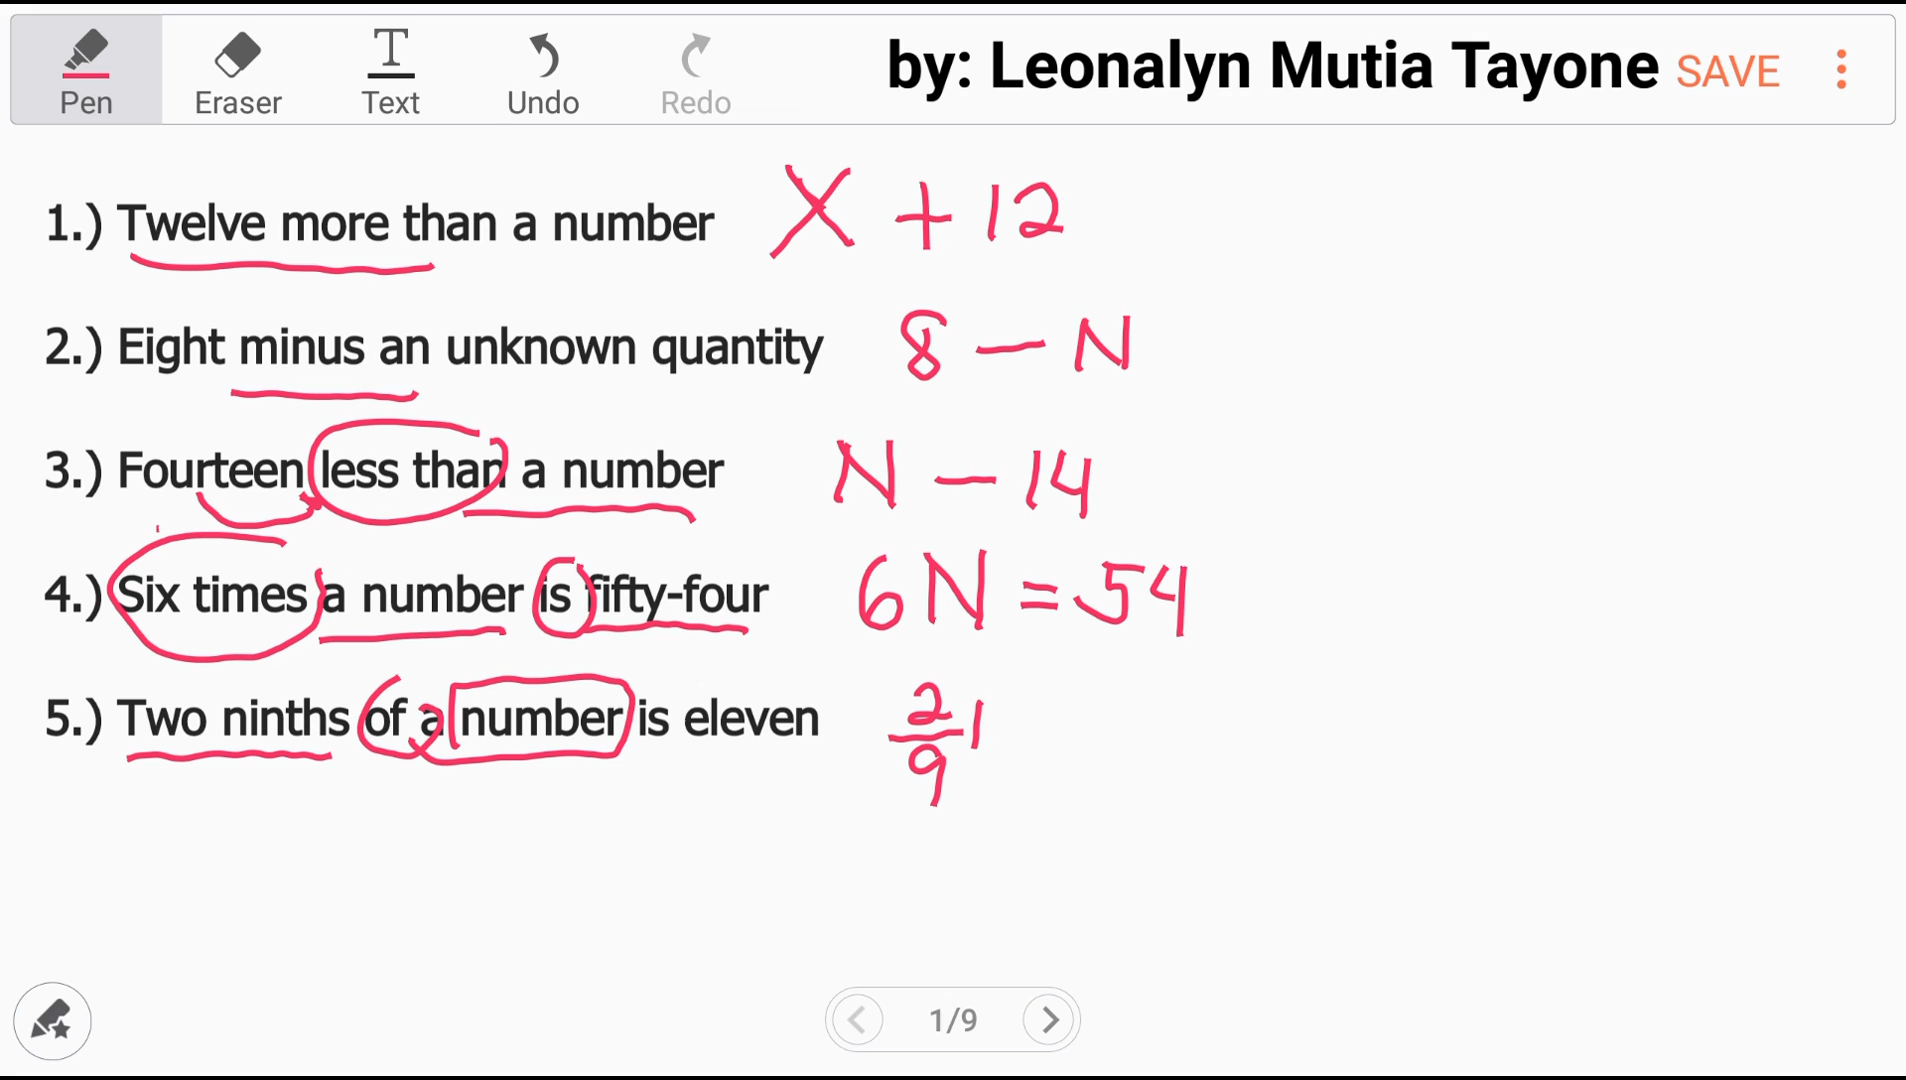 Pen Eraser Text Undo Redo by: Leonalyn Mutia Tayone SAVE
1.) Twelve more than a number X + 12
2.) Eight minus an unknown quantity 8 - N
3.) Fourteen less than a number N - 14
4.) Six times a number is fifty-four 6N = 54
5.) Two ninths of a number is eleven 2/9
1/9